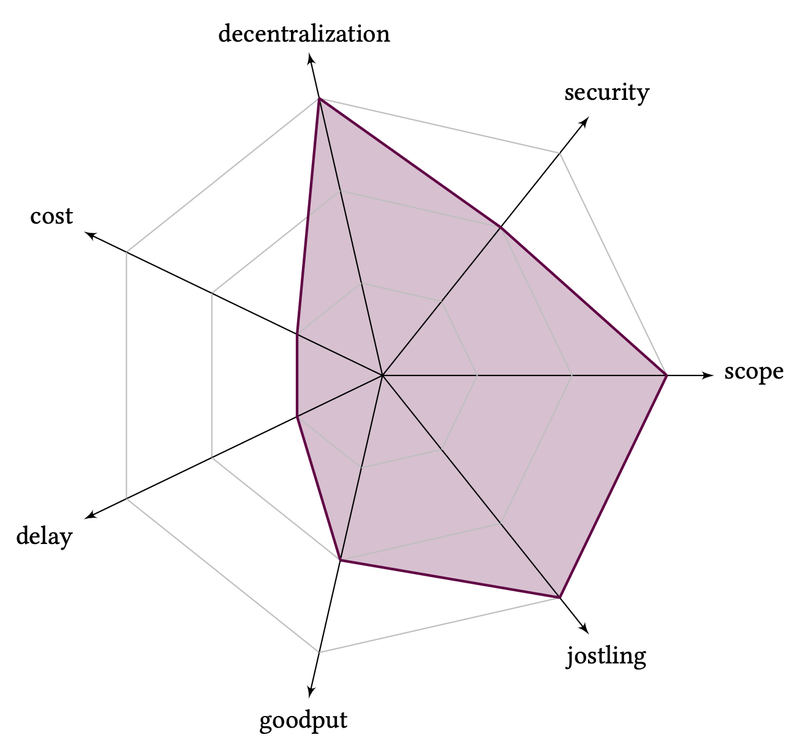 decentralization
security
cost
scope
delay
jostling
goodput